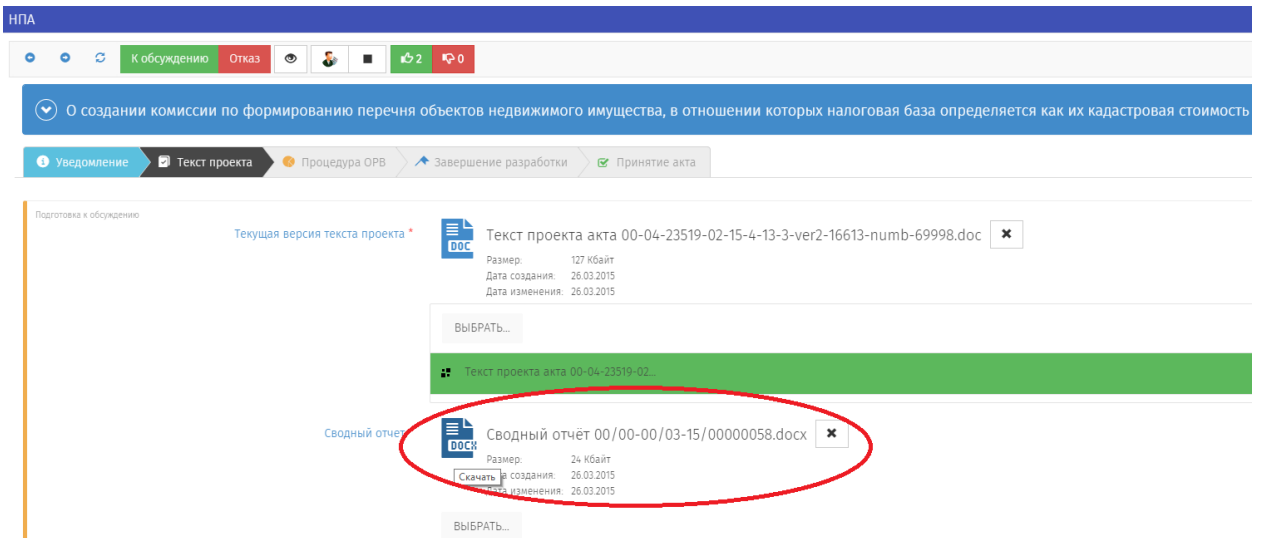 НПА
К обсуждению Отказ 2 0
О создании комиссии по формированию перечня объектов недвижимого имущества, в отношении которых налоговая база определяется как их кадастровая стоимость
Уведомление Текст проекта Процедура ОРВ Завершение разработки Принятие акта
Подготовка к обсуждению
Текущая версия текста проекта *
DOC
Текст проекта акта 00-04-23519-02-15-4-13-3-ver2-16613-numb-69998.doc
Размер: 127 Кбайт
Дата создания: 26.03.2015
Дата изменения: 26.03.2015
ВЫБРАТЬ...
Текст проекта акта 00-04-23519-02...
Сводный отчет
DOCX
Сводный отчёт 00/00-00/03-15/00000058.docx
Размер: 24 Кбайт
Скачать создания: 26.03.2015
Дата изменения: 26.03.2015
ВЫБРАТЬ...